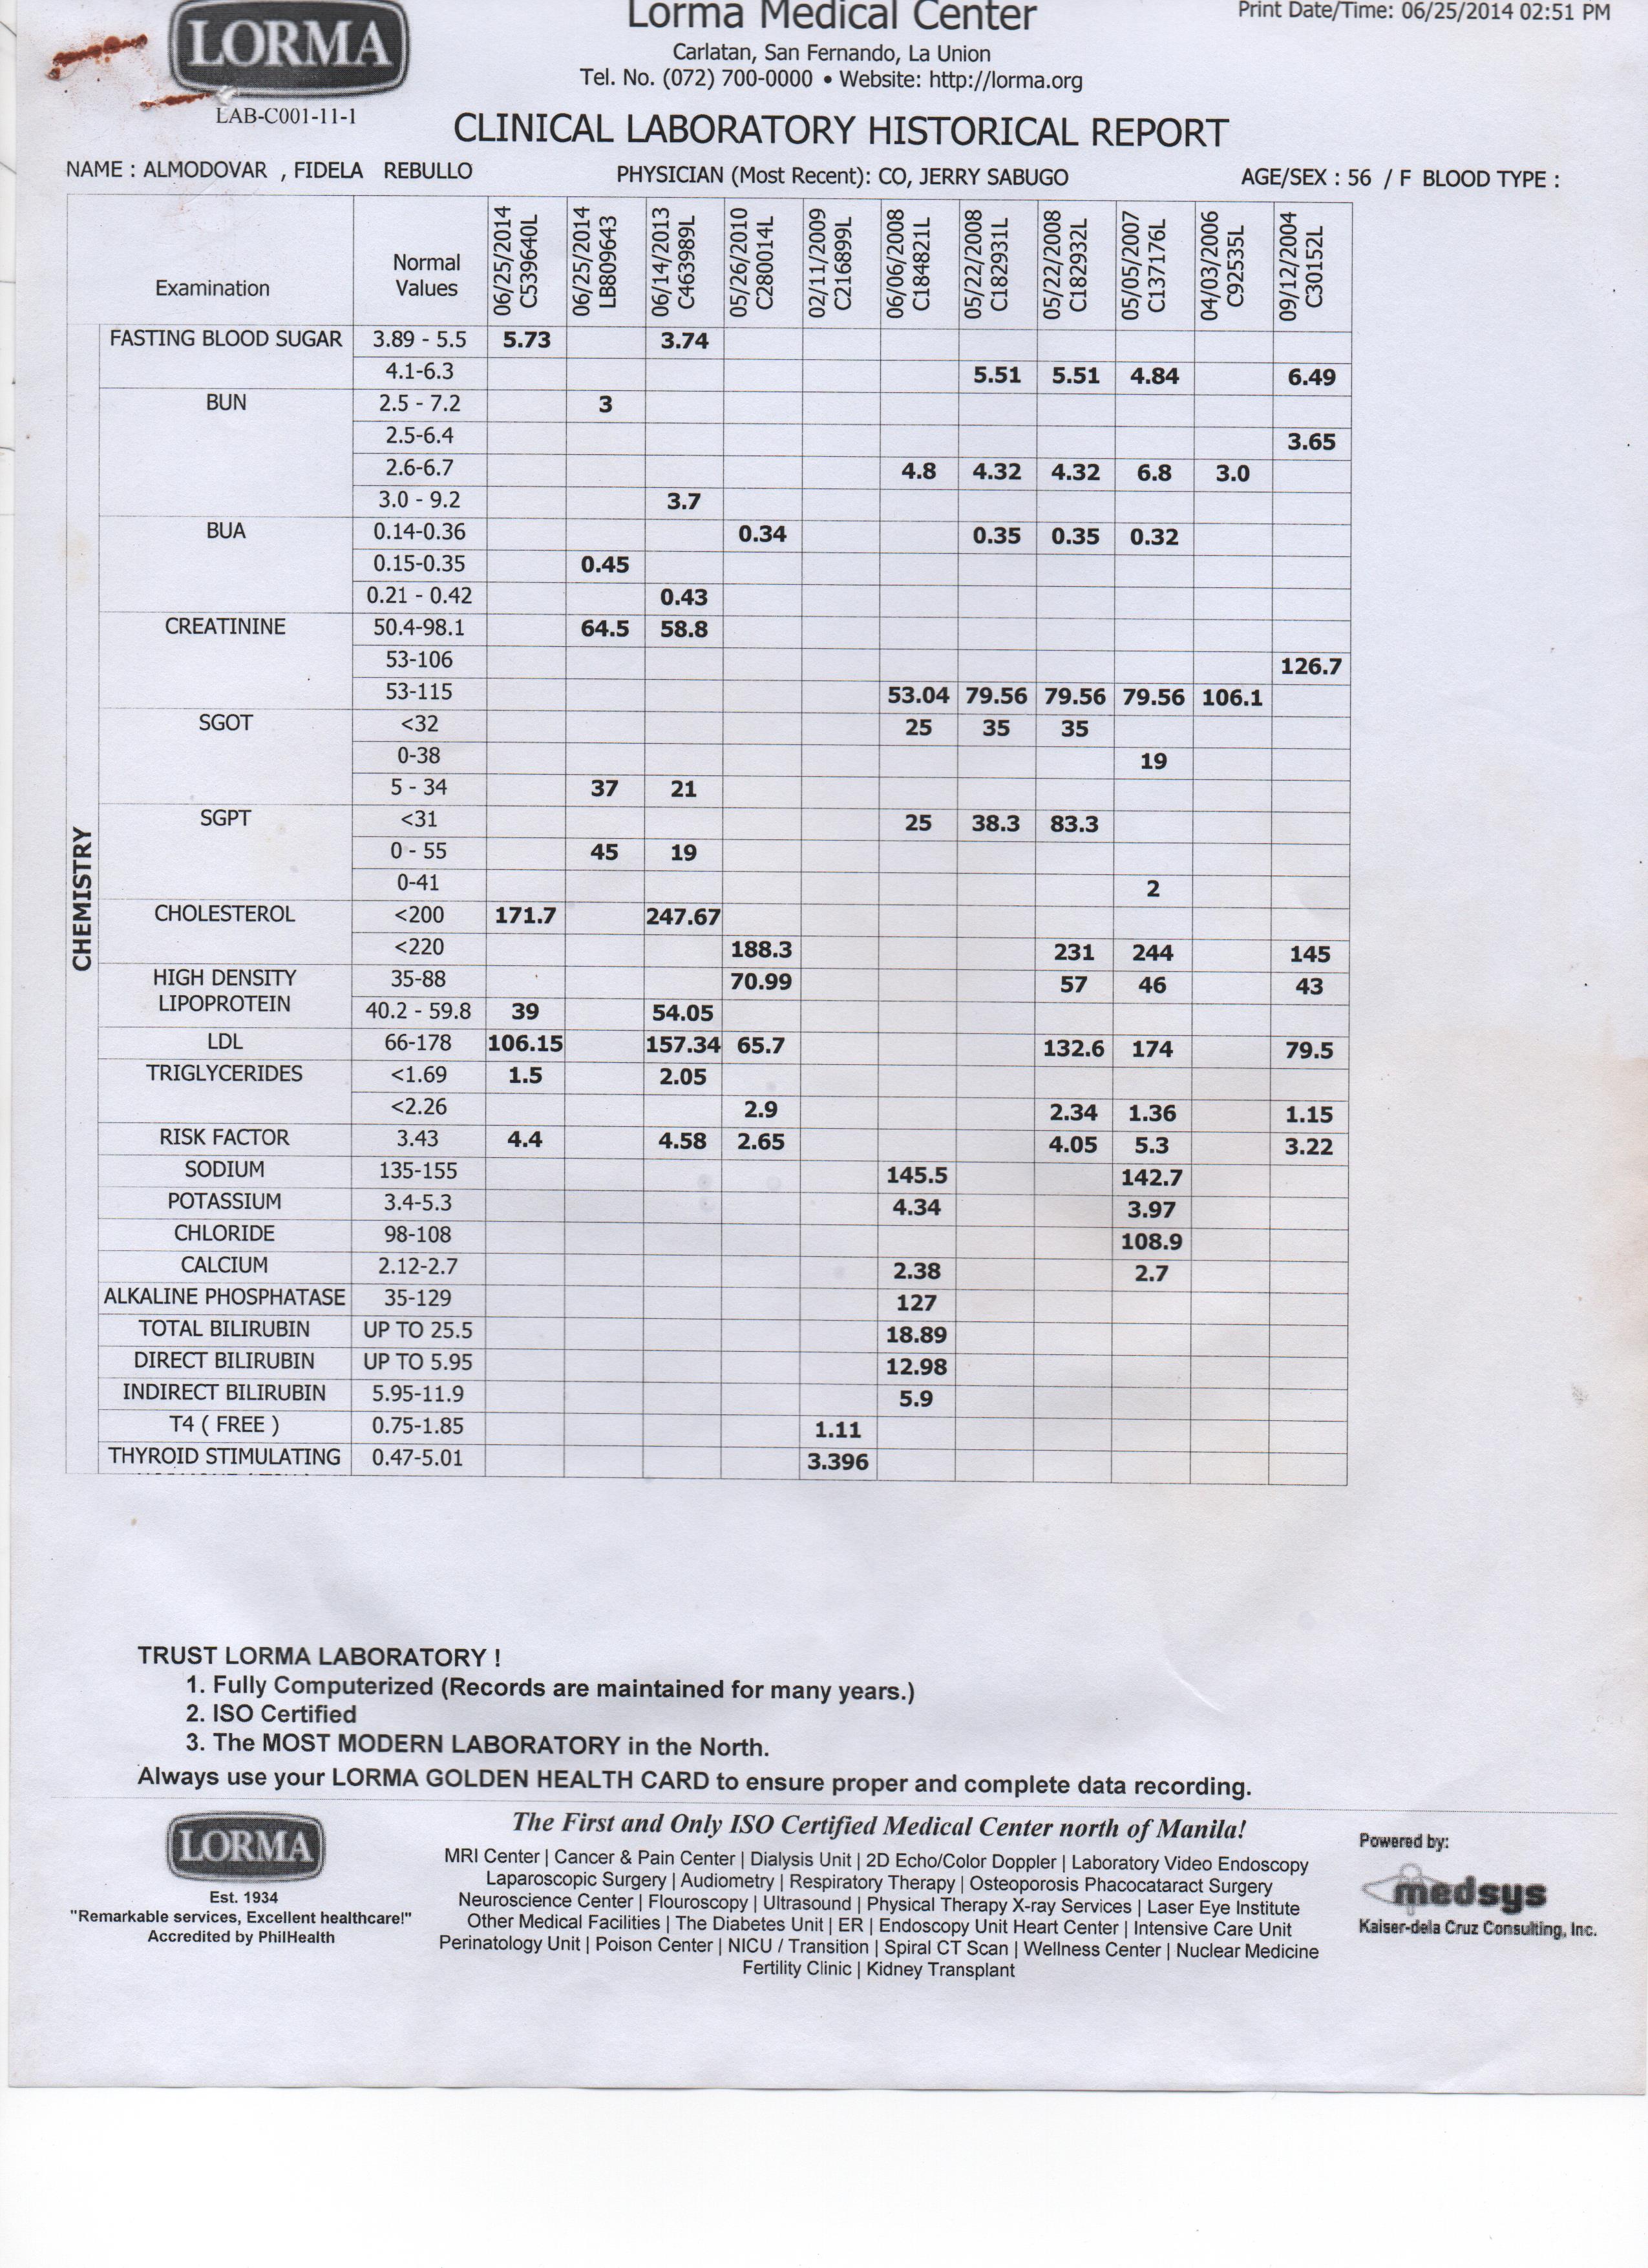 LORMA
LAB-C001-11-1
Lorma Medical Center
Carlatan, San Fernando, La Union
Tel. No. (072) 700-0000 • Website: http://lorma.org
Print Date/Time: 06/25/2014 02:51 PM
CLINICAL LABORATORY HISTORICAL REPORT
NAME : ALMODOVAR , FIDELA REBULLO PHYSICIAN (Most Recent): CO, JERRY SABUGO AGE/SEX : 56 / F BLOOD TYPE :
Examination
Normal Values
06/25/2014 C539640L
06/25/2014 LB809643
06/14/2013 C463989L
05/26/2010 C280014L
02/11/2009 C216899L
06/06/2008 C184821L
05/22/2008 C182931L
05/22/2008 C182932L
05/05/2007 C137176L
04/03/2006 C92535L
09/12/2004 C30152L
CHEMISTRY
FASTING BLOOD SUGAR 3.89 - 5.5 5.73 3.74
4.1-6.3 5.51 5.51 4.84 6.49
BUN 2.5 - 7.2 3
2.5-6.4 3.65
2.6-6.7 4.8 4.32 4.32 6.8 3.0
3.0 - 9.2 3.7
BUA 0.14-0.36 0.34 0.35 0.35 0.32
0.15-0.35 0.45
0.21 - 0.42 0.43
CREATININE 50.4-98.1 64.5 58.8
53-106 126.7
53-115 53.04 79.56 79.56 79.56 106.1
SGOT <32 25 35 35
0-38 19
5 - 34 37 21
SGPT <31 25 38.3 83.3
0 - 55 45 19
0-41 2
CHOLESTEROL <200 171.7 247.67
<220 188.3 231 244 145
HIGH DENSITY LIPOPROTEIN 35-88 70.99 57 46 43
40.2 - 59.8 39 54.05
LDL 66-178 106.15 157.34 65.7 132.6 174 79.5
TRIGLYCERIDES <1.69 1.5 2.05
<2.26 2.9 2.34 1.36 1.15
RISK FACTOR 3.43 4.4 4.58 2.65 4.05 5.3 3.22
SODIUM 135-155 145.5 142.7
POTASSIUM 3.4-5.3 4.34 3.97
CHLORIDE 98-108 108.9
CALCIUM 2.12-2.7 2.38 2.7
ALKALINE PHOSPHATASE 35-129 127
TOTAL BILIRUBIN UP TO 25.5 18.89
DIRECT BILIRUBIN UP TO 5.95 12.98
INDIRECT BILIRUBIN 5.95-11.9 5.9
T4 ( FREE ) 0.75-1.85 1.11
THYROID STIMULATING 0.47-5.01 3.396
TRUST LORMA LABORATORY !
1. Fully Computerized (Records are maintained for many years.)
2. ISO Certified
3. The MOST MODERN LABORATORY in the North.
Always use your LORMA GOLDEN HEALTH CARD to ensure proper and complete data recording.
LORMA
Est. 1934
"Remarkable services, Excellent healthcare!"
Accredited by PhilHealth
The First and Only ISO Certified Medical Center north of Manila!
MRI Center | Cancer & Pain Center | Dialysis Unit | 2D Echo/Color Doppler | Laboratory Video Endoscopy
Laparoscopic Surgery | Audiometry | Respiratory Therapy | Osteoporosis Phacocataract Surgery
Neuroscience Center | Flouroscopy | Ultrasound | Physical Therapy X-ray Services | Laser Eye Institute
Other Medical Facilities | The Diabetes Unit | ER | Endoscopy Unit Heart Center | Intensive Care Unit
Perinatology Unit | Poison Center | NICU / Transition | Spiral CT Scan | Wellness Center | Nuclear Medicine
Fertility Clinic | Kidney Transplant
Powered by:
medsys
Kaiser-dela Cruz Consulting, Inc.